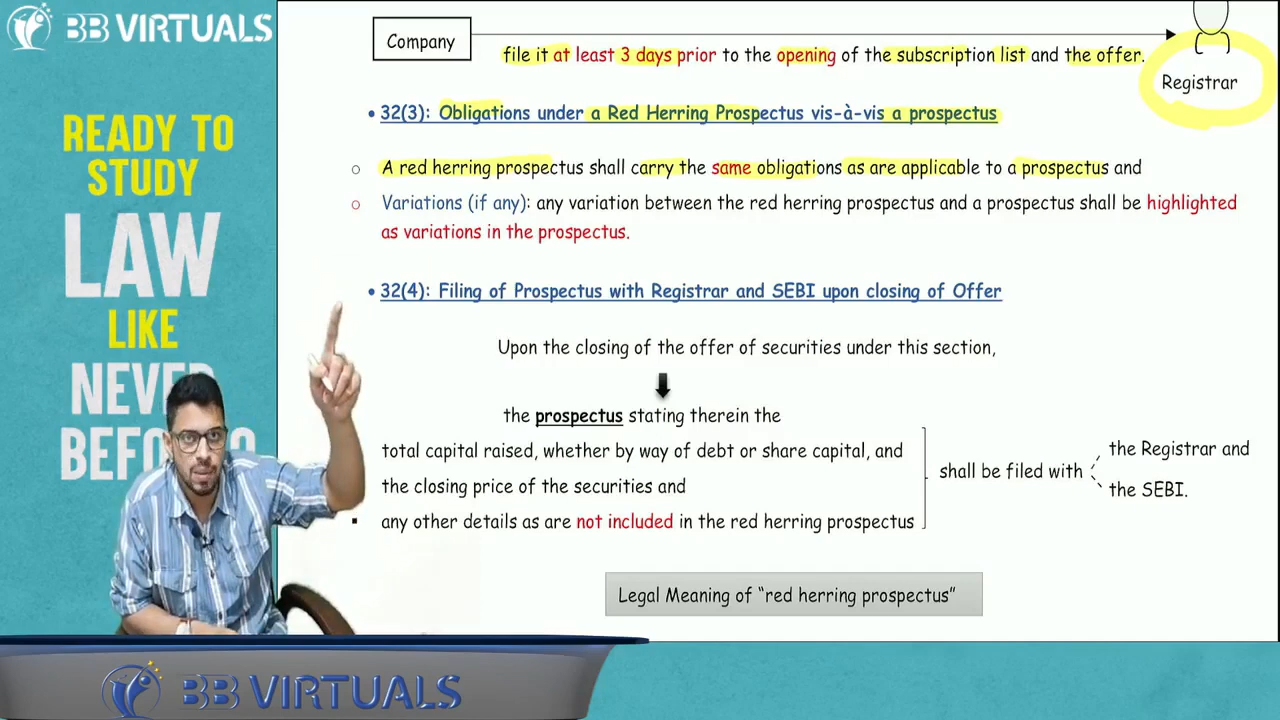 BB VIRTUALS
READY TO
STUDY
LAW
LIKE
NEVER
BEFO
Company
file it at least 3 days prior to the opening of the subscription list and the offer.
Registrar
• 32(3): Obligations under a Red Herring Prospectus vis-à-vis a prospectus
○ A red herring prospectus shall carry the same obligations as are applicable to a prospectus and
○ Variations (if any): any variation between the red herring prospectus and a prospectus shall be highlighted
as variations in the prospectus.
• 32(4): Filing of Prospectus with Registrar and SEBI upon closing of Offer
Upon the closing of the offer of securities under this section,
the prospectus stating therein the
total capital raised, whether by way of debt or share capital, and
the closing price of the securities and
▪ any other details as are not included in the red herring prospectus
shall be filed with
the Registrar and
the SEBI.
Legal Meaning of “red herring prospectus”
BB VIRTUALS